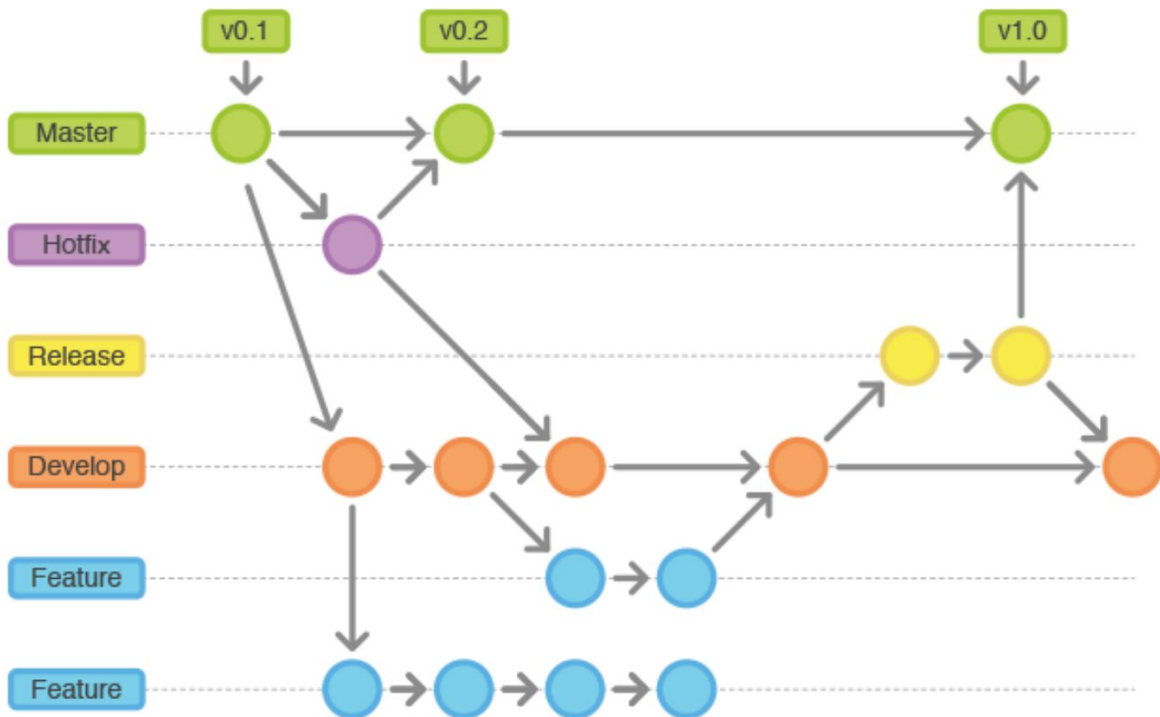 v0.1
v0.2
v1.0
Master
Hotfix
Release
Develop
Feature
Feature